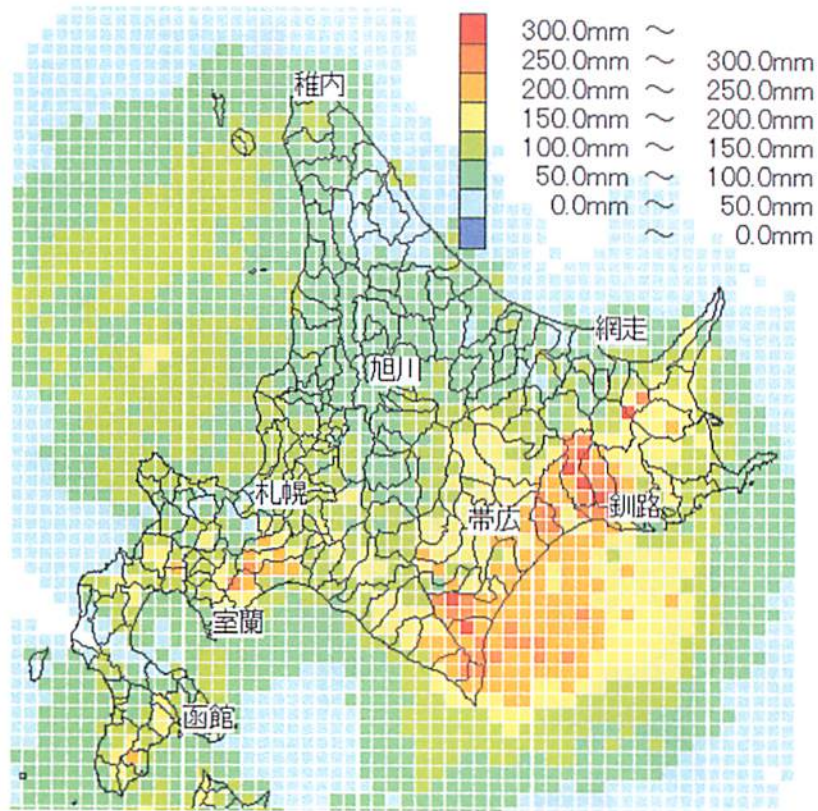 300.0mm ～
250.0mm ～ 300.0mm
200.0mm ～ 250.0mm
150.0mm ～ 200.0mm
100.0mm ～ 150.0mm
50.0mm ～ 100.0mm
0.0mm ～ 50.0mm
～ 0.0mm
稚内
網走
旭川
札幌
帯広
釧路
室蘭
函館